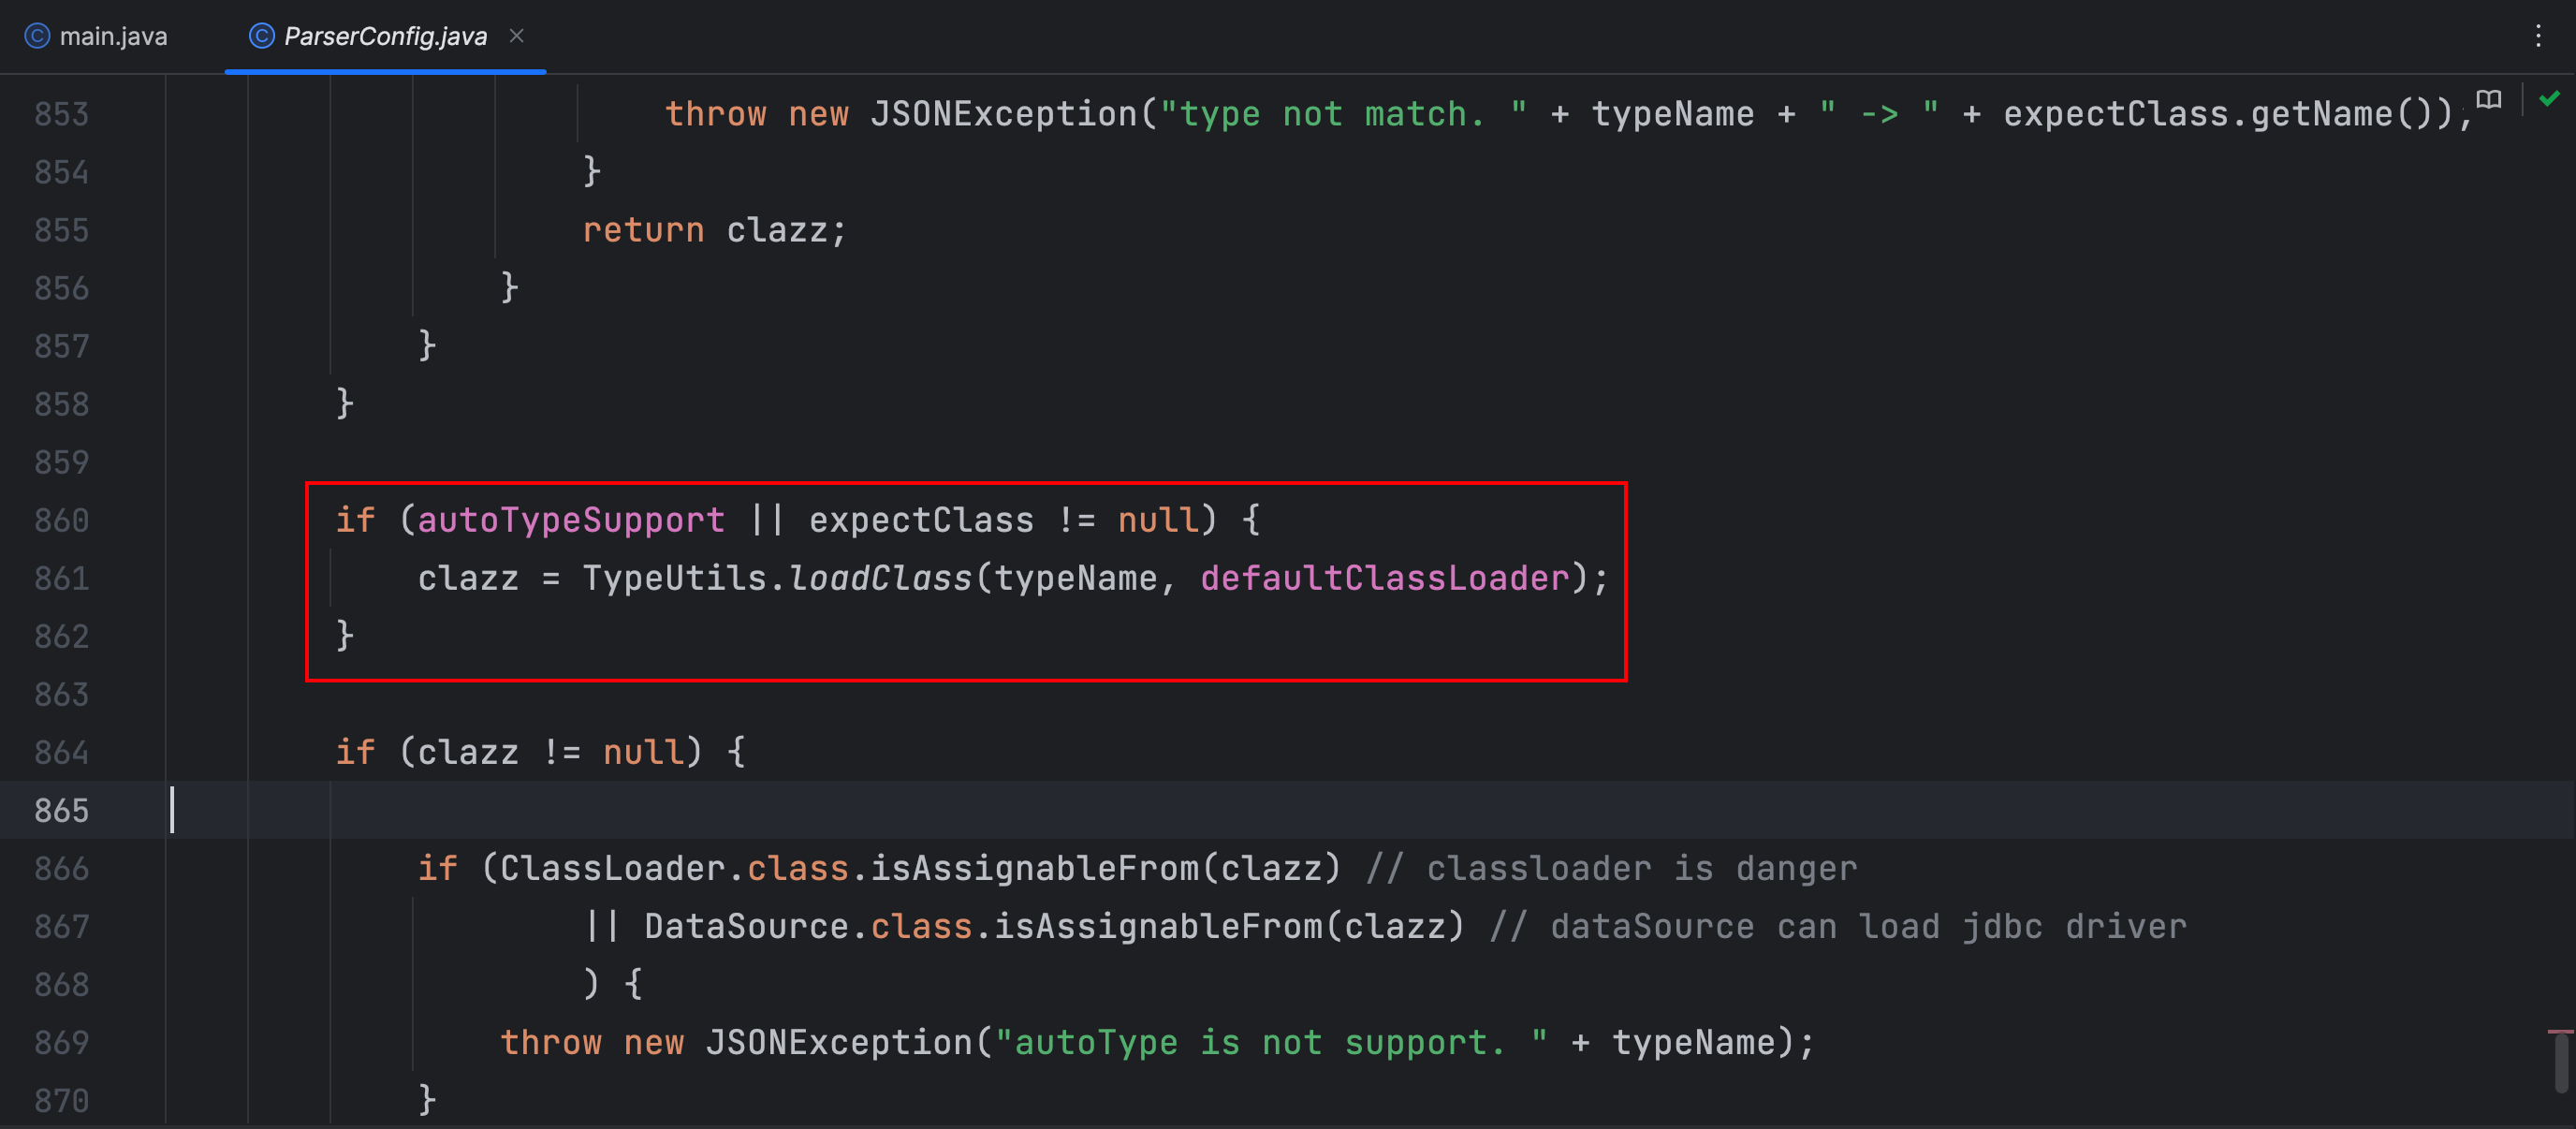 main.java ParserConfig.java
853 throw new JSONException("type not match. " + typeName + " -> " + expectClass.getName());
854 }
855 return clazz;
856 }
857 }
858 }
859
860 if (autoTypeSupport || expectClass != null) {
861 clazz = TypeUtils.loadClass(typeName, defaultClassLoader);
862 }
863
864 if (clazz != null) {
865
866 if (ClassLoader.class.isAssignableFrom(clazz) // classloader is danger
867 || DataSource.class.isAssignableFrom(clazz) // dataSource can load jdbc driver
868 ) {
869 throw new JSONException("autoType is not support. " + typeName);
870 }